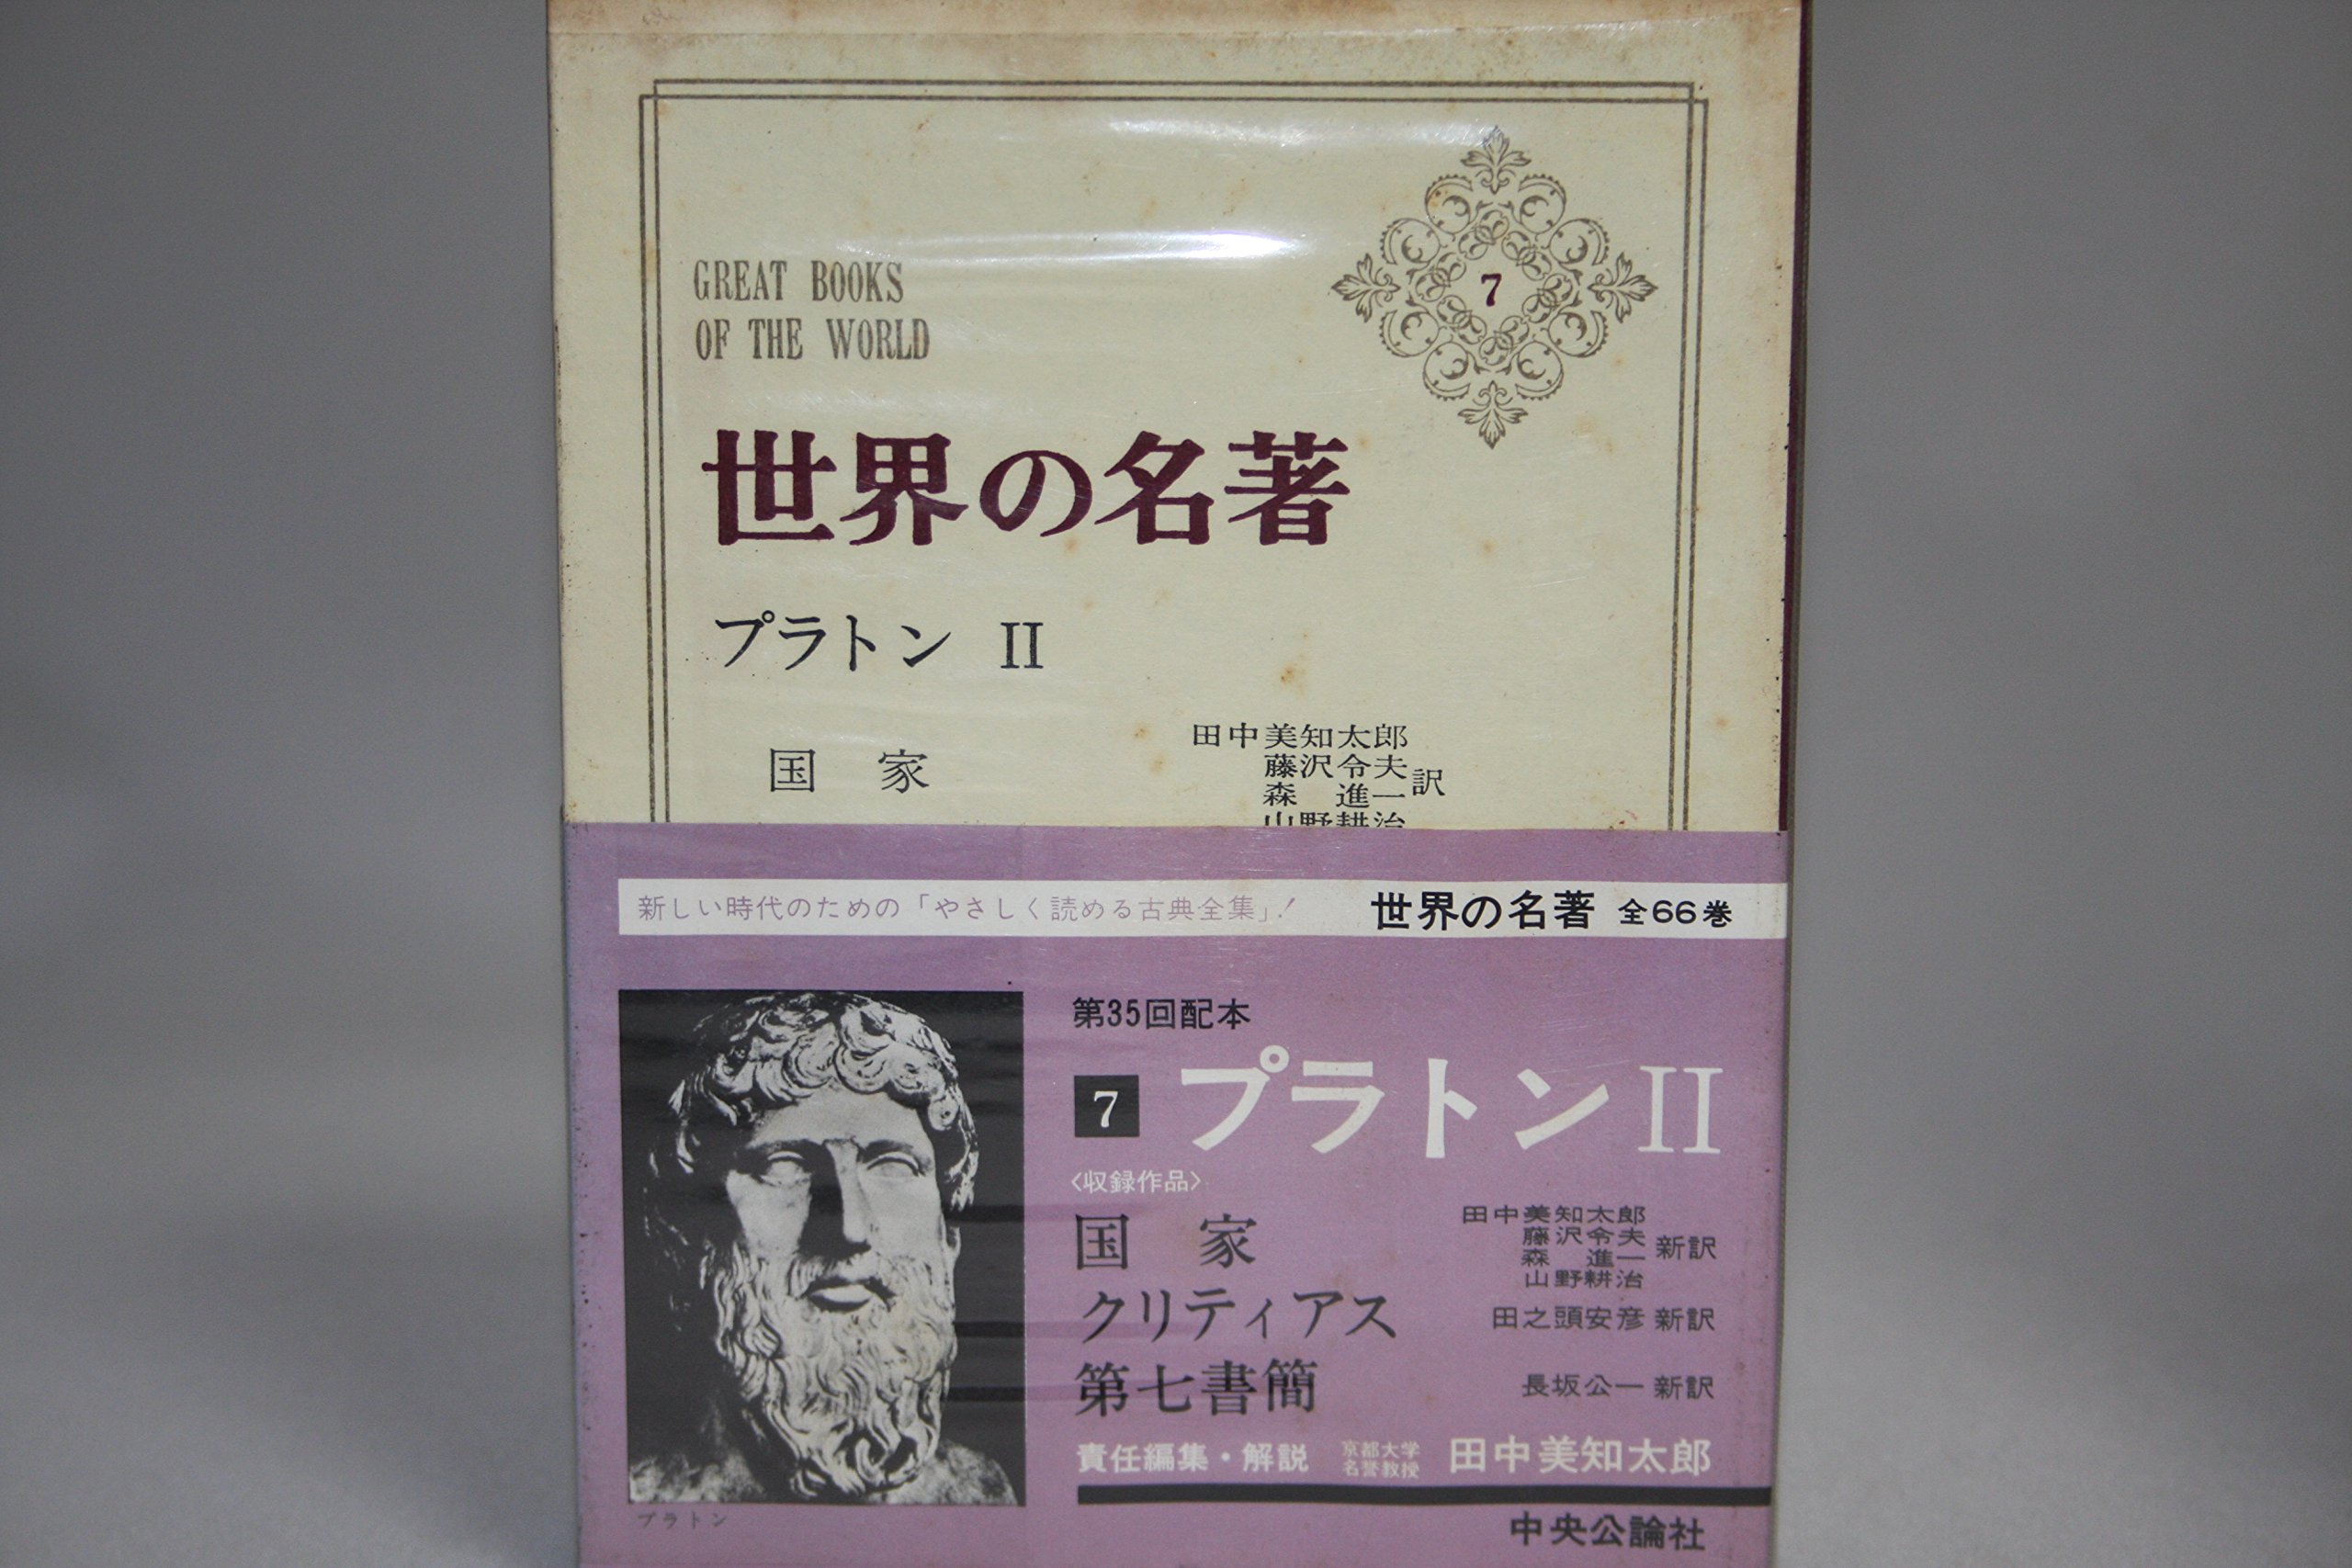 GREAT BOOKS
OF THE WORLD
7
世界の名著
プラトン II
国 家
田中美知太郎
藤沢令夫
森 進一
山野耕治
訳
新しい時代のための「やさしく読める古典全集」!
世界の名著 全66巻
第35回配本
7 プラトンII
〈収録作品〉
国 家
田中美知太郎
藤沢令夫
森 進一
山野耕治
新訳
クリティアス 田之頭安彦 新訳
第七書簡 長坂公一 新訳
責任編集・解説 京都大学名誉教授 田中美知太郎
中央公論社
プラトン